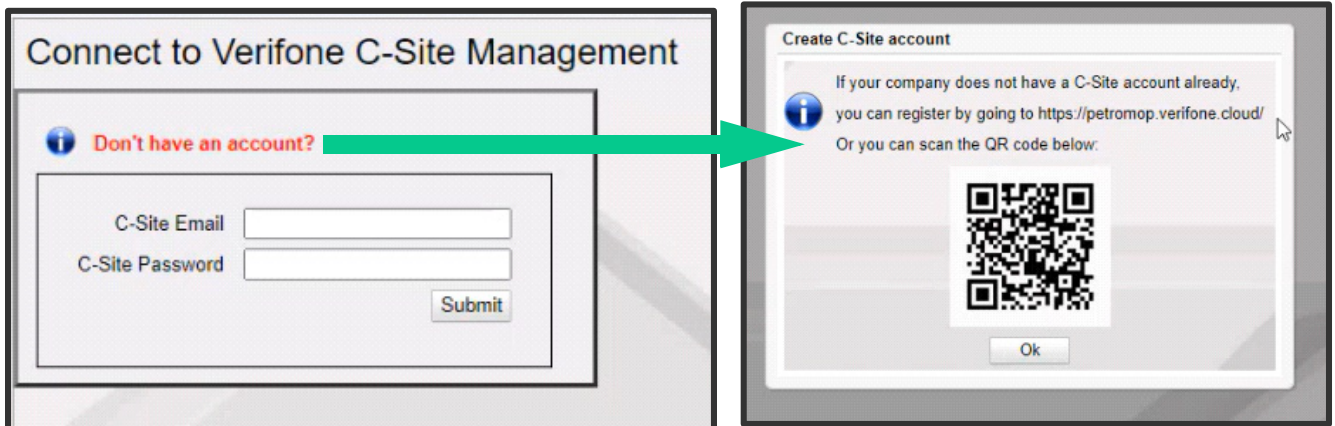 Connect to Verifone C-Site Management
Don't have an account?
C-Site Email
C-Site Password
Submit
Create C-Site account
If your company does not have a C-Site account already,
you can register by going to https://petromop.verifone.cloud/
Or you can scan the QR code below:
Ok